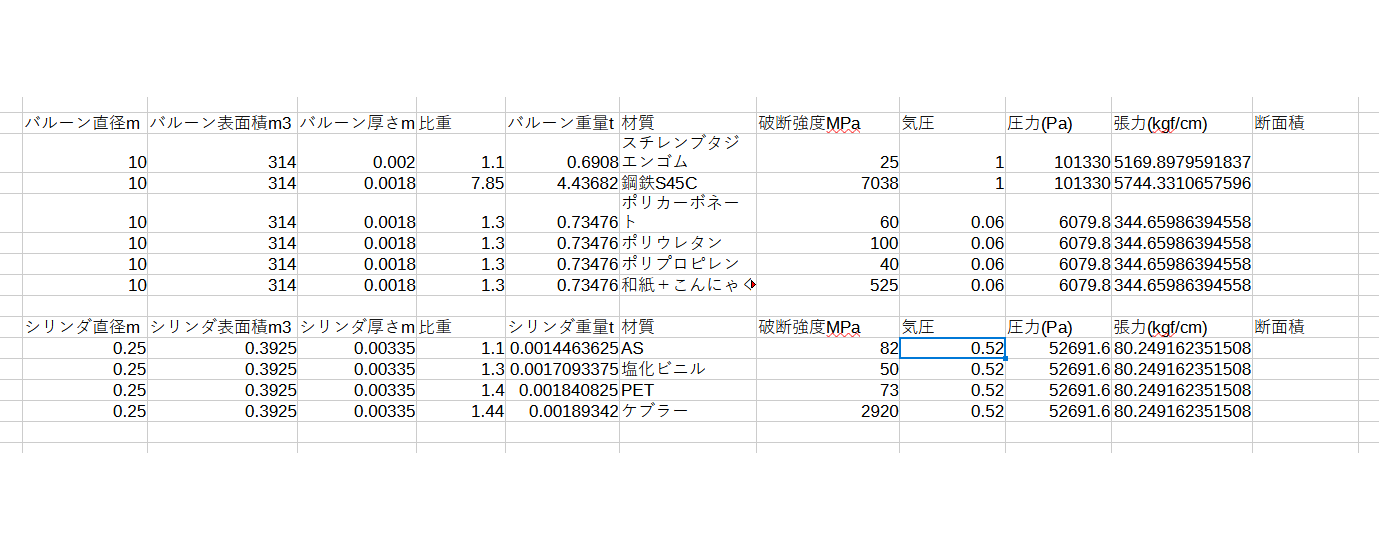 バルーン直径m バルーン表面積m3 バルーン厚さm 比重 バルーン重量t 材質 破断強度MPa 気圧 圧力(Pa) 張力(kgf/cm) 断面積
スチレンブタジ
10 314 0.002 1.1 0.6908 エンゴム 25 1 101330 5169.8979591837
10 314 0.0018 7.85 4.43682 鋼鉄S45C 7038 1 101330 5744.3310657596
ポリカーボネー
10 314 0.0018 1.3 0.73476 ト 60 0.06 6079.8 344.65986394558
10 314 0.0018 1.3 0.73476 ポリウレタン 100 0.06 6079.8 344.65986394558
10 314 0.0018 1.3 0.73476 ポリプロピレン 40 0.06 6079.8 344.65986394558
10 314 0.0018 1.3 0.73476 和紙＋こんにゃ 525 0.06 6079.8 344.65986394558
シリンダ直径m シリンダ表面積m3 シリンダ厚さm 比重 シリンダ重量t 材質 破断強度MPa 気圧 圧力(Pa) 張力(kgf/cm) 断面積
0.25 0.3925 0.00335 1.1 0.0014463625 AS 82 0.52 52691.6 80.249162351508
0.25 0.3925 0.00335 1.3 0.0017093375 塩化ビニル 50 0.52 52691.6 80.249162351508
0.25 0.3925 0.00335 1.4 0.001840825 PET 73 0.52 52691.6 80.249162351508
0.25 0.3925 0.00335 1.44 0.00189342 ケブラー 2920 0.52 52691.6 80.249162351508